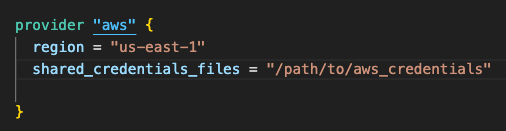 provider "aws" {
region = "us-east-1"
shared_credentials_files = "/path/to/aws_credentials"
}